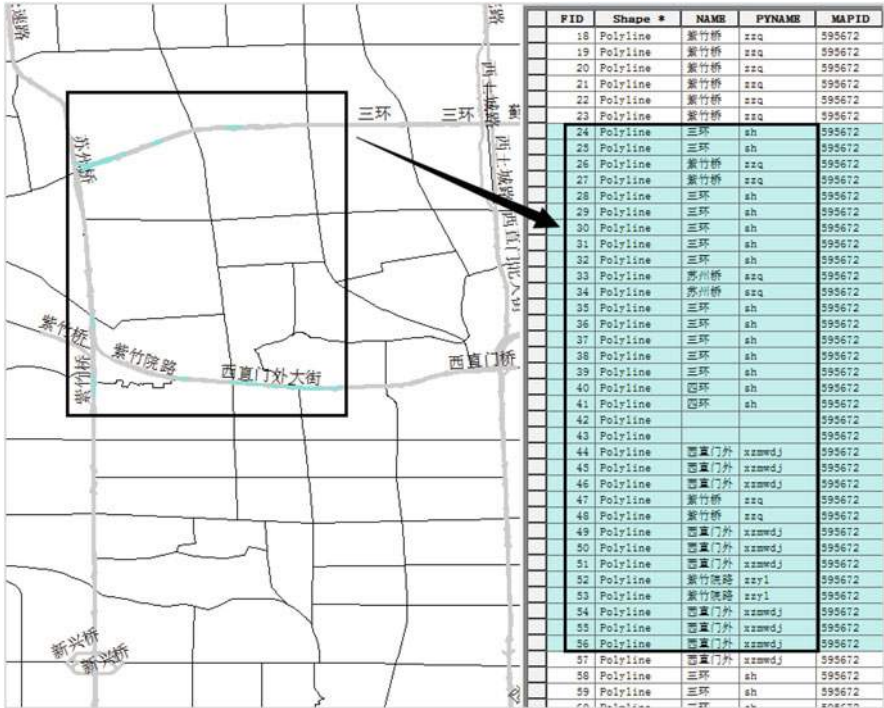 速路
苏州桥
三环
三环
西土城路
西土城路
西直门北大街
紫竹桥
紫竹院路
紫竹桥
西直门外大街
西直门桥
新兴桥
新兴桥
FID Shape * NAME PYNAME MAPID
18 Polyline 紫竹桥 zzq 595672
19 Polyline 紫竹桥 zzq 595672
20 Polyline 紫竹桥 zzq 595672
21 Polyline 紫竹桥 zzq 595672
22 Polyline 紫竹桥 zzq 595672
23 Polyline 紫竹桥 zzq 595672
24 Polyline 三环 sh 595672
25 Polyline 三环 sh 595672
26 Polyline 紫竹桥 zzq 595672
27 Polyline 紫竹桥 zzq 595672
28 Polyline 三环 sh 595672
29 Polyline 三环 sh 595672
30 Polyline 三环 sh 595672
31 Polyline 三环 sh 595672
32 Polyline 三环 sh 595672
33 Polyline 苏州桥 szq 595672
34 Polyline 苏州桥 szq 595672
35 Polyline 三环 sh 595672
36 Polyline 三环 sh 595672
37 Polyline 三环 sh 595672
38 Polyline 三环 sh 595672
39 Polyline 三环 sh 595672
40 Polyline 四环 sh 595672
41 Polyline 四环 sh 595672
42 Polyline 595672
43 Polyline 595672
44 Polyline 西直门外 xzmwdj 595672
45 Polyline 西直门外 xzmwdj 595672
46 Polyline 西直门外 xzmwdj 595672
47 Polyline 紫竹桥 zzq 595672
48 Polyline 紫竹桥 zzq 595672
49 Polyline 西直门外 xzmwdj 595672
50 Polyline 西直门外 xzmwdj 595672
51 Polyline 西直门外 xzmwdj 595672
52 Polyline 紫竹院路 zzyl 595672
53 Polyline 紫竹院路 zzyl 595672
54 Polyline 西直门外 xzmwdj 595672
55 Polyline 西直门外 xzmwdj 595672
56 Polyline 西直门外 xzmwdj 595672
57 Polyline 西直门外 xzmwdj 595672
58 Polyline 三环 sh 595672
59 Polyline 三环 sh 595672